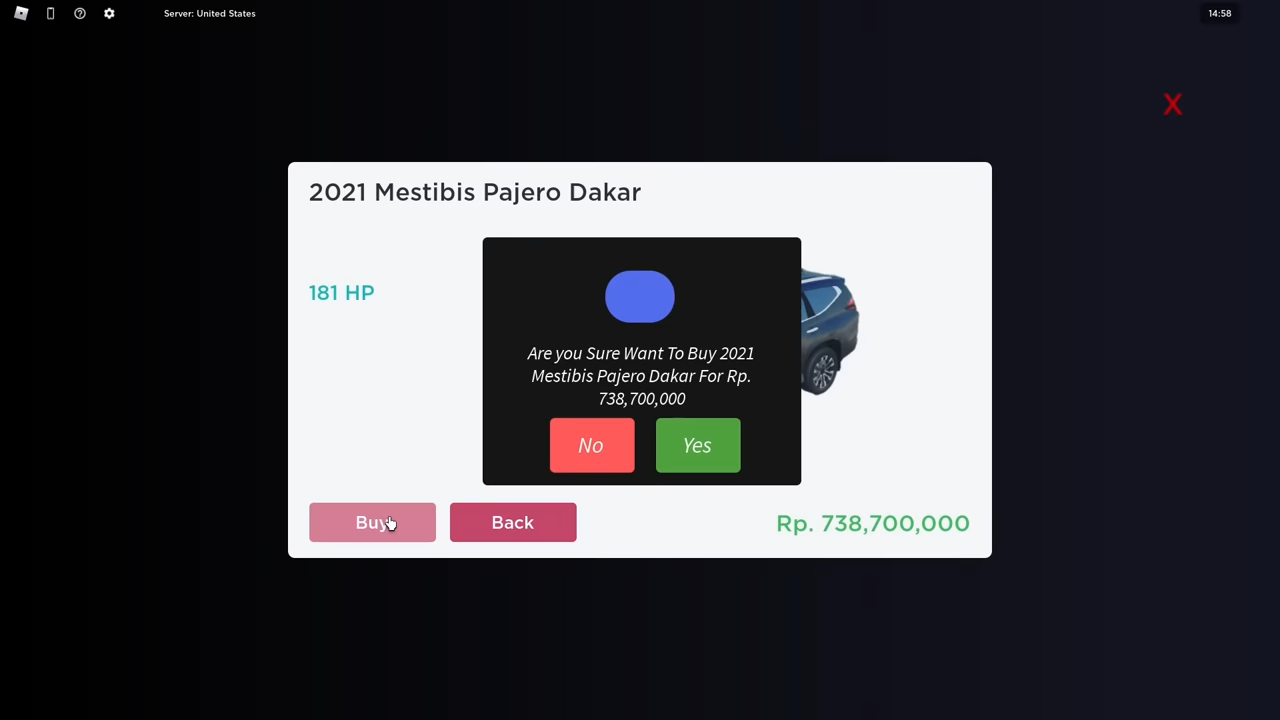 Server: United States
14:58
X
2021 Mestibis Pajero Dakar
181 HP
Are you Sure Want To Buy 2021
Mestibis Pajero Dakar For Rp.
738,700,000
No
Yes
Buy
Back
Rp. 738,700,000